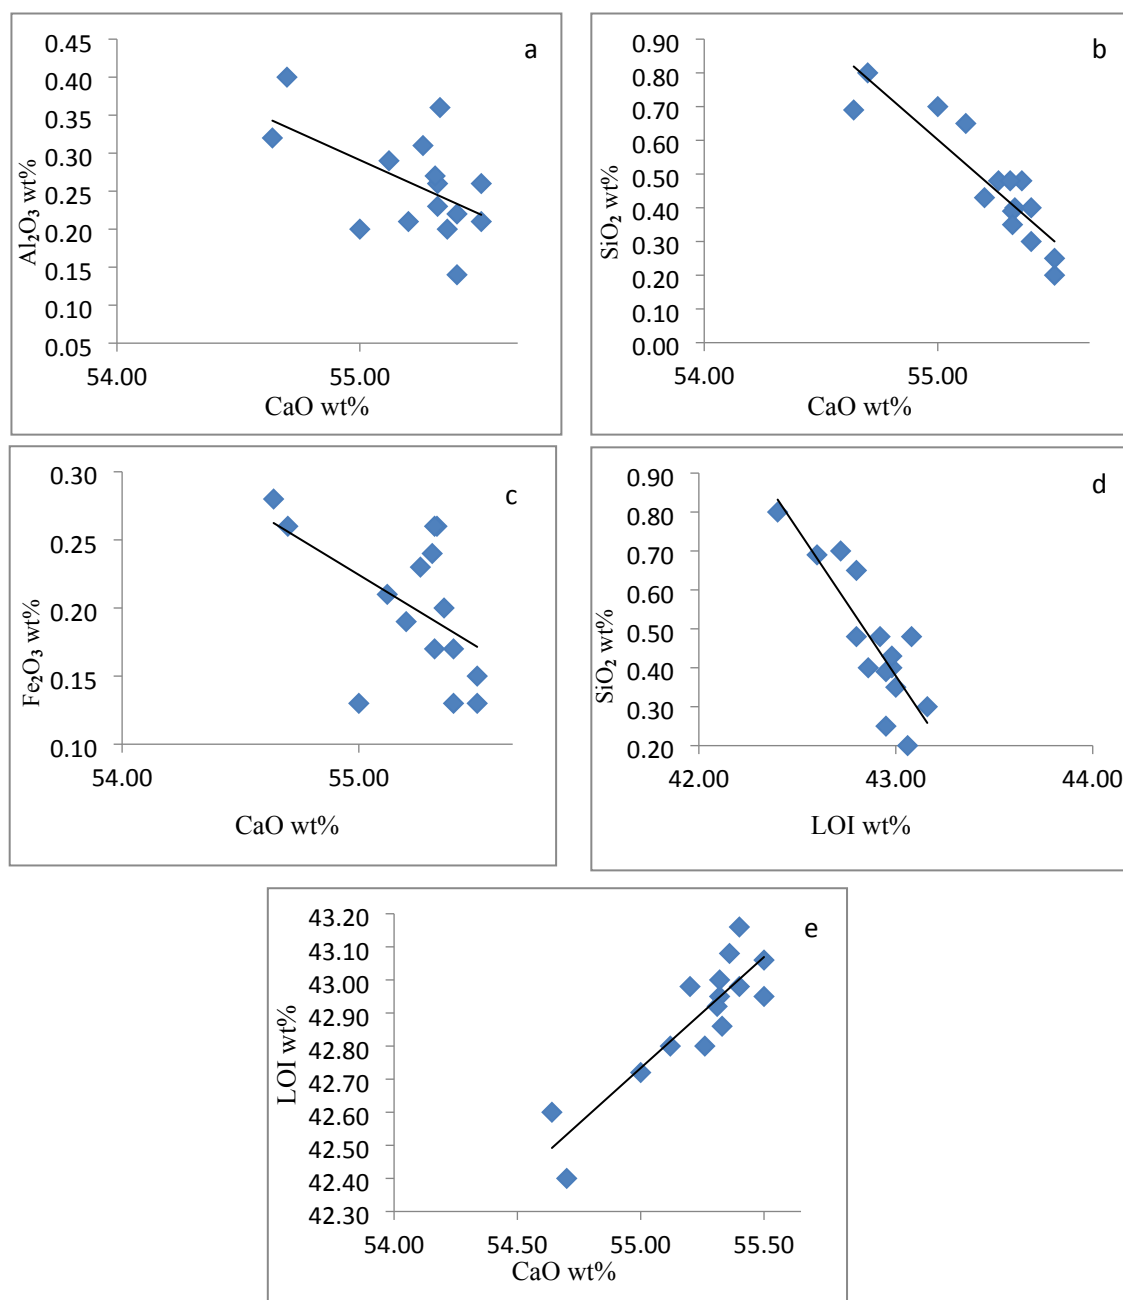 a
0.45
0.40
0.35
0.30
0.25
0.20
0.15
0.10
0.05
Al₂O₃ wt%
54.00 55.00
CaO wt%
b
0.90
0.80
0.70
0.60
0.50
0.40
0.30
0.20
0.10
0.00
SiO₂ wt%
54.00 55.00
CaO wt%
c
0.30
0.25
0.20
0.15
0.10
Fe₂O₃ wt%
54.00 55.00
CaO wt%
d
0.90
0.80
0.70
0.60
0.50
0.40
0.30
0.20
SiO₂ wt%
42.00 43.00 44.00
LOI wt%
e
43.20
43.10
43.00
42.90
42.80
42.70
42.60
42.50
42.40
42.30
LOI wt%
54.00 54.50 55.00 55.50
CaO wt%